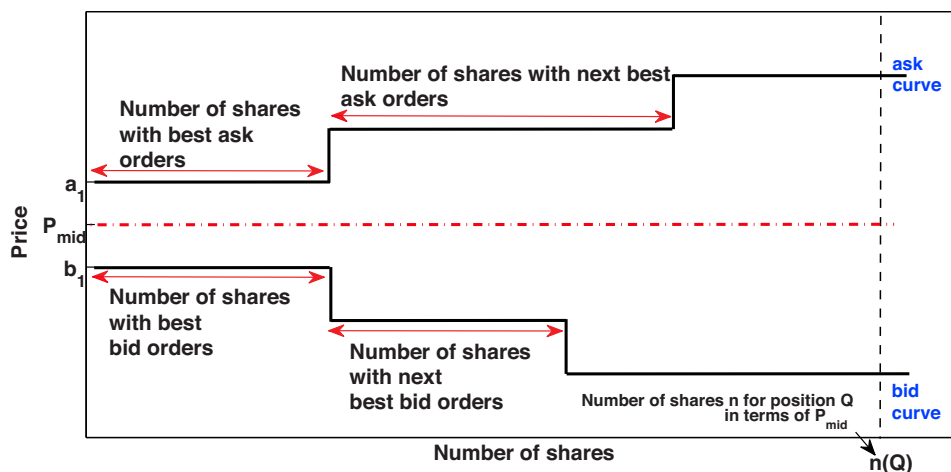 Number of shares with next best
ask orders
ask
curve
Number of shares
with best ask
orders
a1
Pmid
Price
b1
Number of shares
with best
bid orders
Number of shares
with next
best bid orders
Number of shares n for position Q
in terms of Pmid
bid
curve
Number of shares
n(Q)